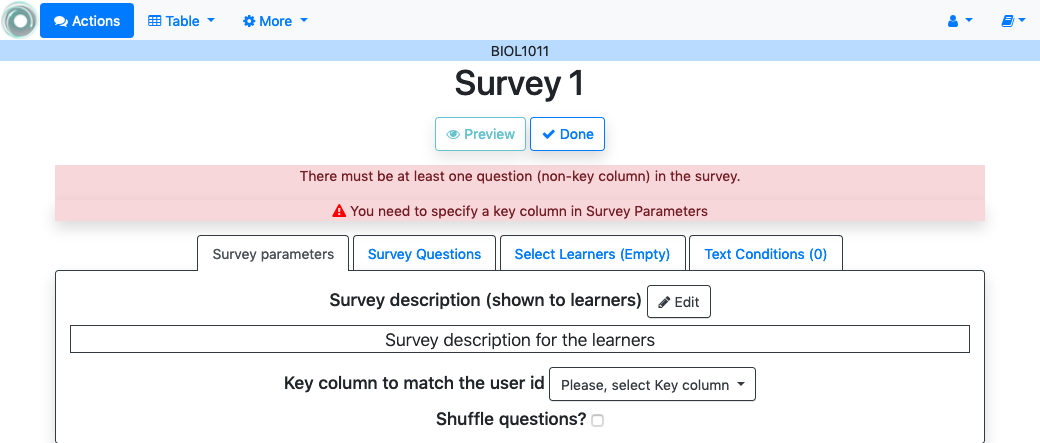 Actions Table More
BIOL1011
Survey 1
Preview Done
There must be at least one question (non-key column) in the survey.
You need to specify a key column in Survey Parameters
Survey parameters Survey Questions Select Learners (Empty) Text Conditions (0)
Survey description (shown to learners) Edit
Survey description for the learners
Key column to match the user id Please, select Key column
Shuffle questions?